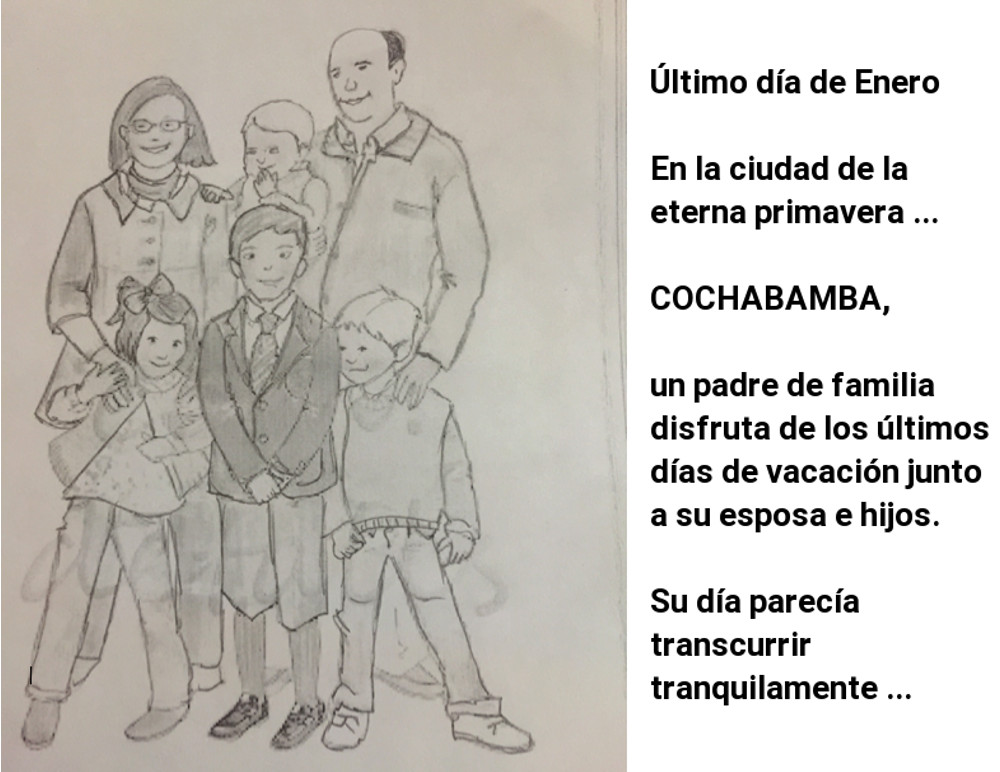 Último día de Enero
En la ciudad de la
eterna primavera ...
COCHABAMBA,
un padre de familia
disfruta de los últimos
días de vacación junto
a su esposa e hijos.
Su día parecía
transcurrir
tranquilamente ...